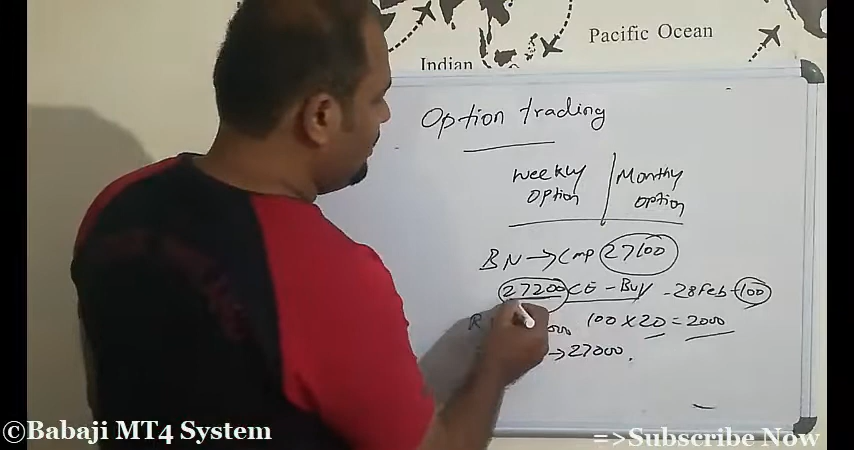 Pacific Ocean
Indian
Option trading
Weekly Option | Monthly Option
BN → Cmp 27100
27200 CE - Buy - 28 Feb - 100
100 x 20 = 2000
→ 27000.
©Babaji MT4 System
=>Subscribe Now